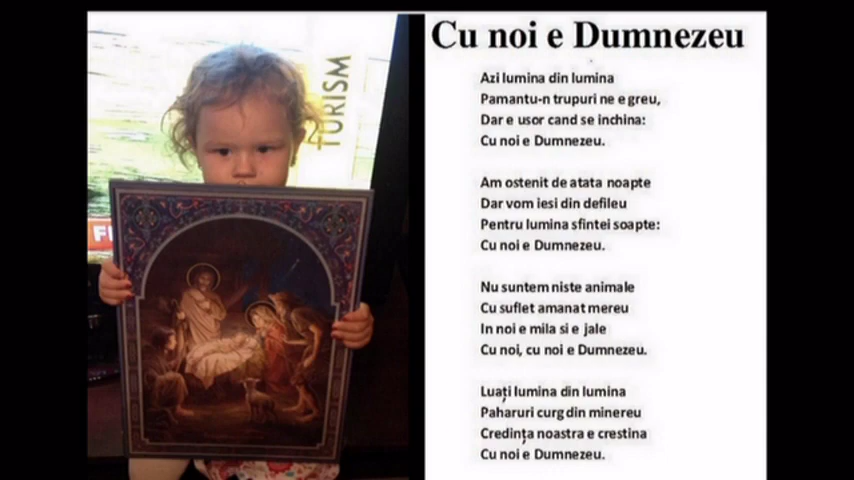 TURISM
Cu noi e Dumnezeu
Azi lumina din lumina
Pamantu-n trupuri ne e greu,
Dar e usor cand se inchina:
Cu noi e Dumnezeu.
Am ostenit de atata noapte
Dar vom iesi din defileu
Pentru lumina sfintei soapte:
Cu noi e Dumnezeu.
Nu suntem niste animale
Cu suflet amanat mereu
In noi e mila si e jale
Cu noi, cu noi e Dumnezeu.
Luați lumina din lumina
Paharuri curg din minereu
Credința noastra e crestina
Cu noi e Dumnezeu.